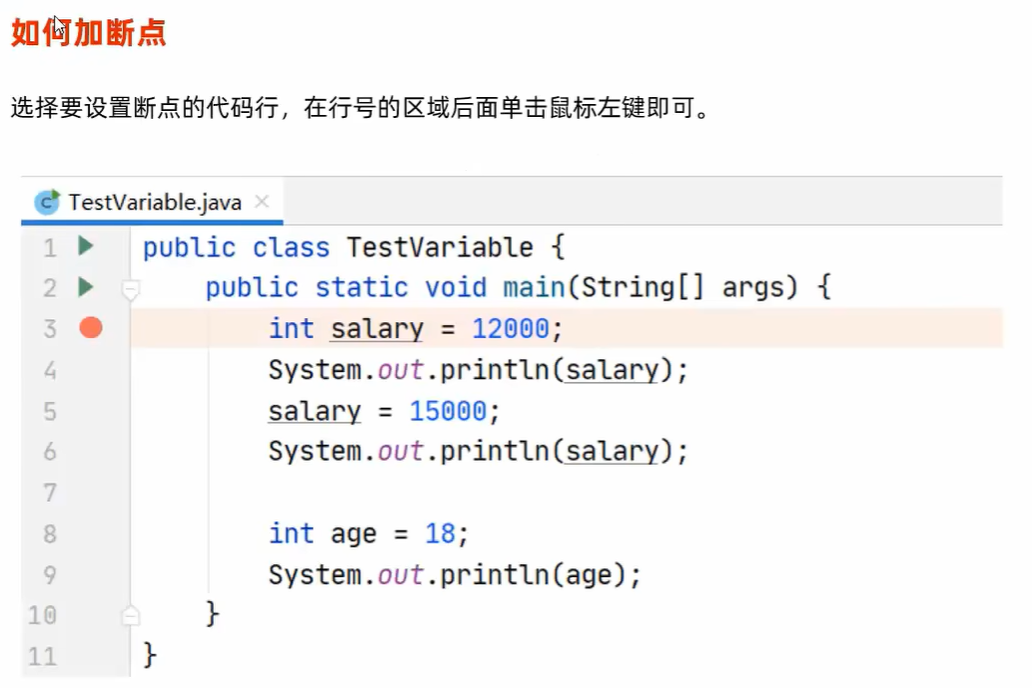 如何加断点
选择要设置断点的代码行，在行号的区域后面单击鼠标左键即可。
TestVariable.java
1 public class TestVariable {
2 public static void main(String[] args) {
3 int salary = 12000;
4 System.out.println(salary);
5 salary = 15000;
6 System.out.println(salary);
7
8 int age = 18;
9 System.out.println(age);
10 }
11 }